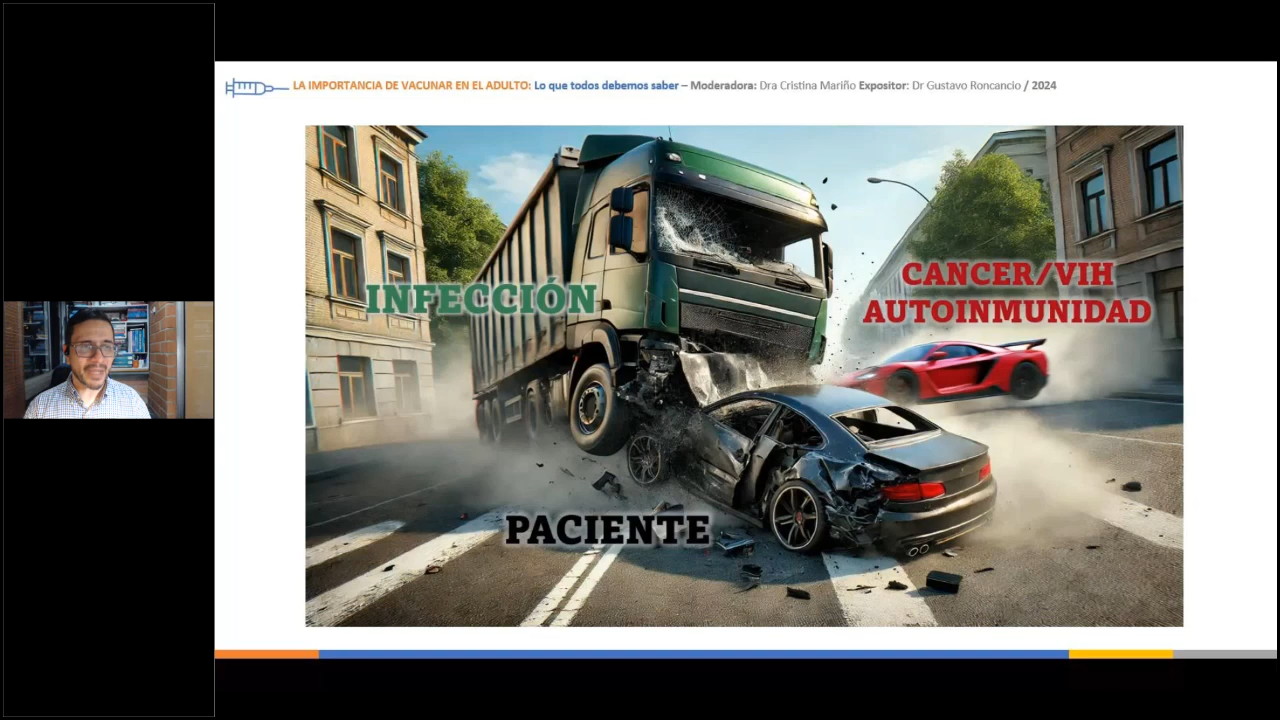 LA IMPORTANCIA DE VACUNAR EN EL ADULTO: Lo que todos debemos saber – Moderadora: Dra Cristina Mariño Expositor: Dr Gustavo Roncancio / 2024
CANCER/VIH
AUTOINMUNIDAD
INFECCIÓN
PACIENTE